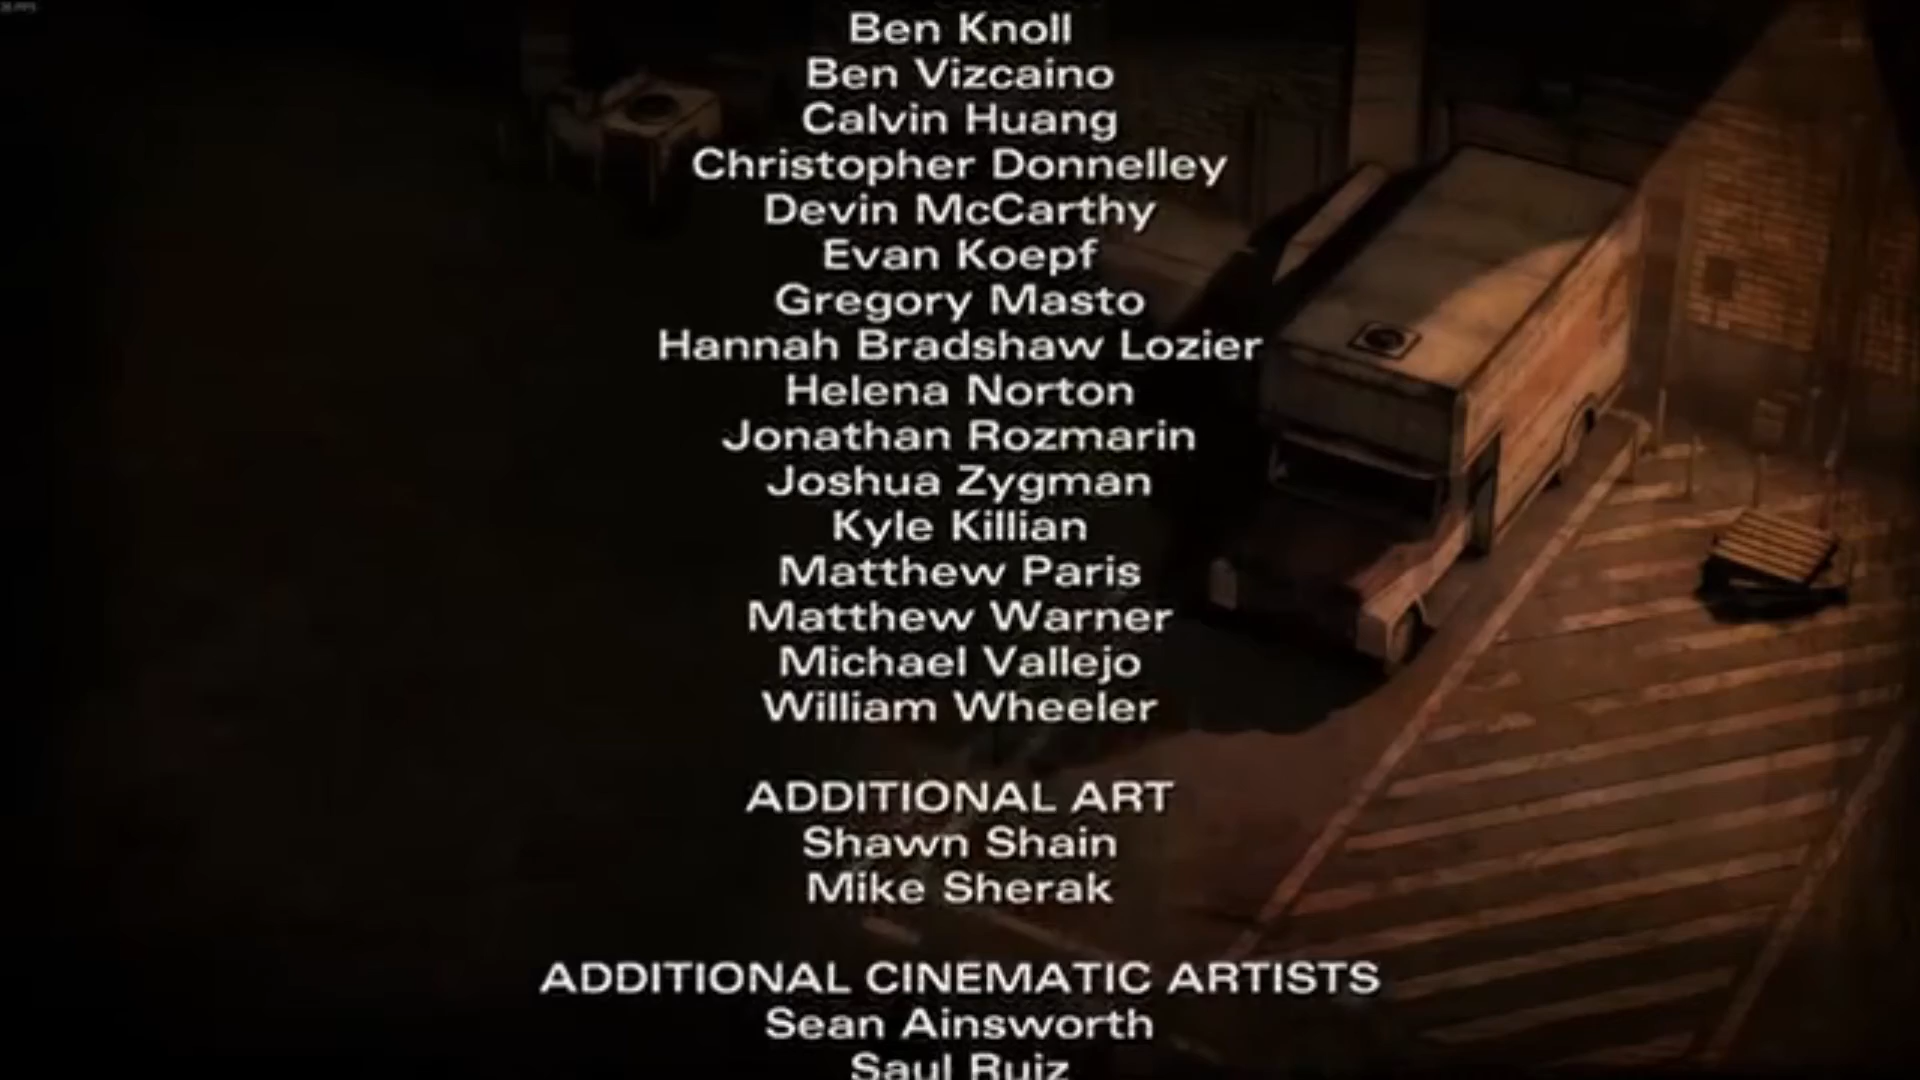 Ben Knoll
Ben Vizcaino
Calvin Huang
Christopher Donnelley
Devin McCarthy
Evan Koepf
Gregory Masto
Hannah Bradshaw Lozier
Helena Norton
Jonathan Rozmarin
Joshua Zygman
Kyle Killian
Matthew Paris
Matthew Warner
Michael Vallejo
William Wheeler
ADDITIONAL ART
Shawn Shain
Mike Sherak
ADDITIONAL CINEMATIC ARTISTS
Sean Ainsworth
Saul Ruiz